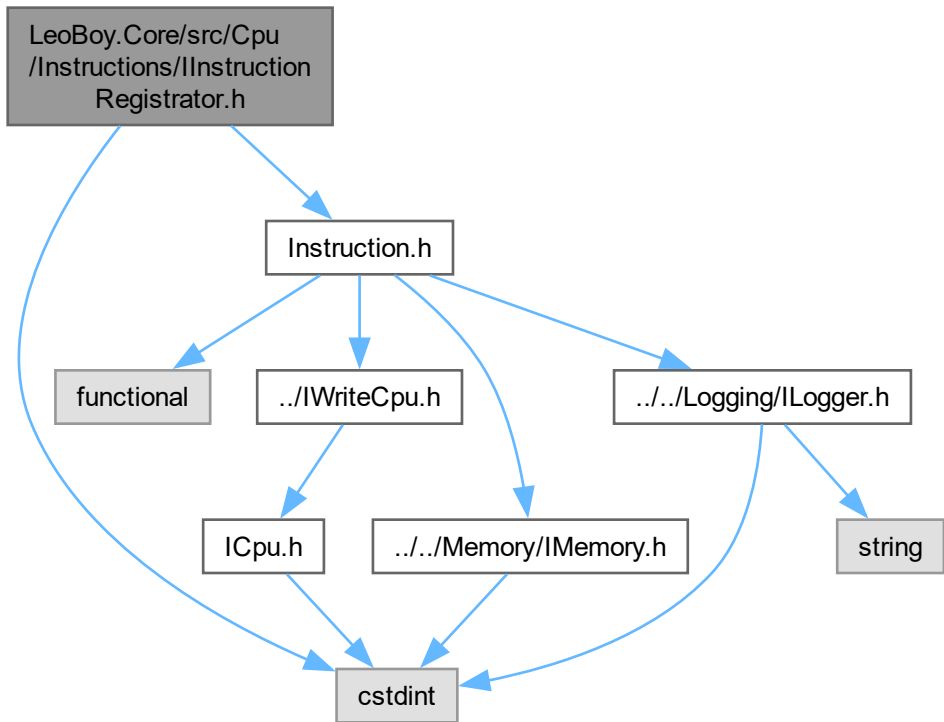 LeoBoy.Core/src/Cpu
/Instructions/IInstruction
Registrator.h
Instruction.h
functional
../IWriteCpu.h
../../Logging/ILogger.h
ICpu.h
../../Memory/IMemory.h
string
cstdint